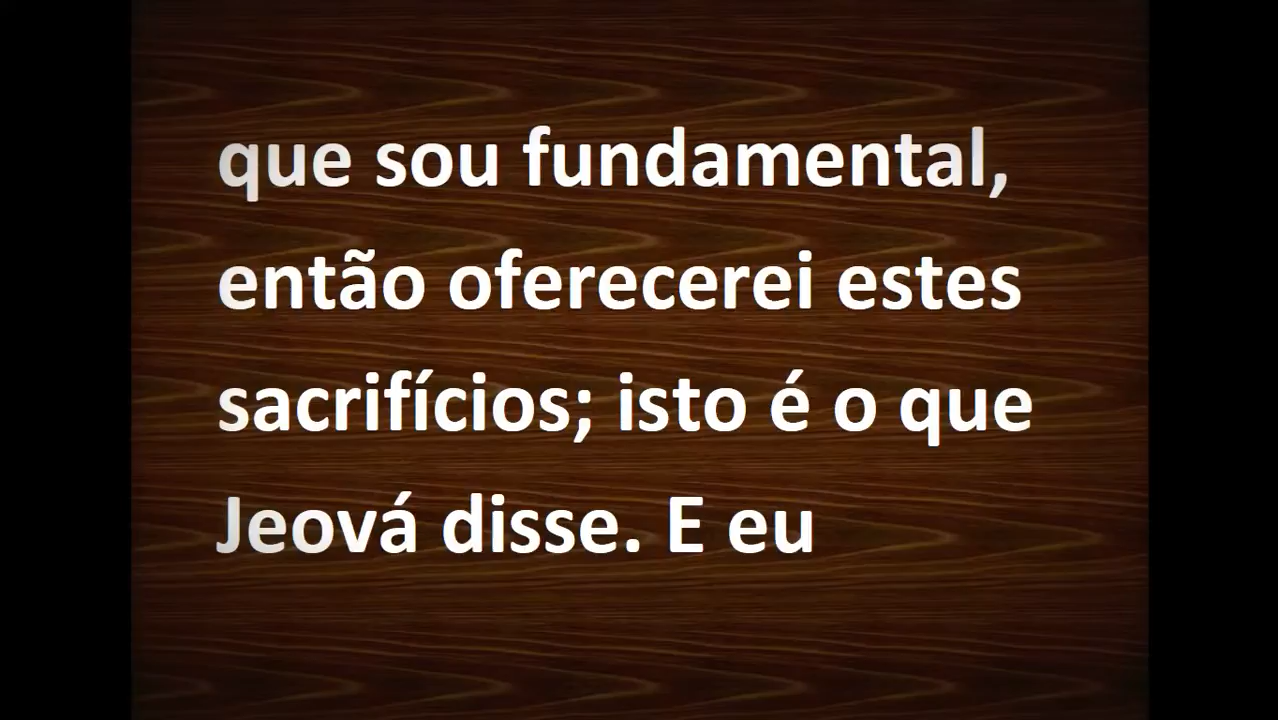 que sou fundamental,
então oferecerei estes
sacrifícios; isto é o que
Jeová disse. E eu